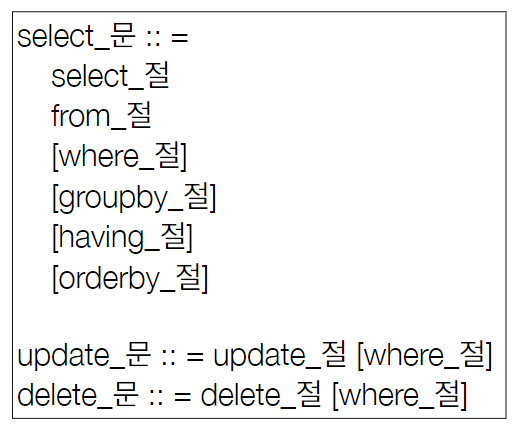 select_문 :: =
select_절
from_절
[where_절]
[groupby_절]
[having_절]
[orderby_절]
update_문 :: = update_절 [where_절]
delete_문 :: = delete_절 [where_절]